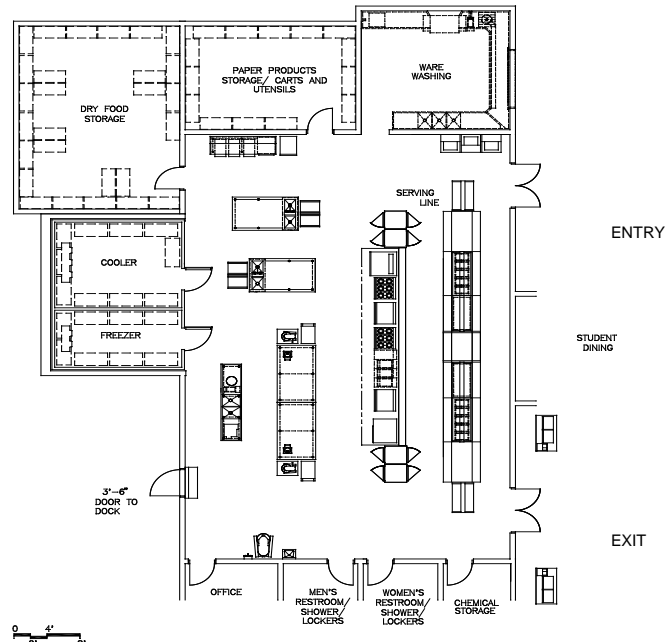 PAPER PRODUCTS
STORAGE/ CARTS AND
UTENSILS
WARE
WASHING
DRY FOOD
STORAGE
SERVING
LINE
ENTRY
COOLER
FREEZER
STUDENT
DINING
3'-6"
DOOR TO
DOCK
EXIT
OFFICE
MEN'S
RESTROOM/
SHOWER/
LOCKERS
WOMEN'S
RESTROOM/
SHOWER/
LOCKERS
CHEMICAL
STORAGE
0 4'